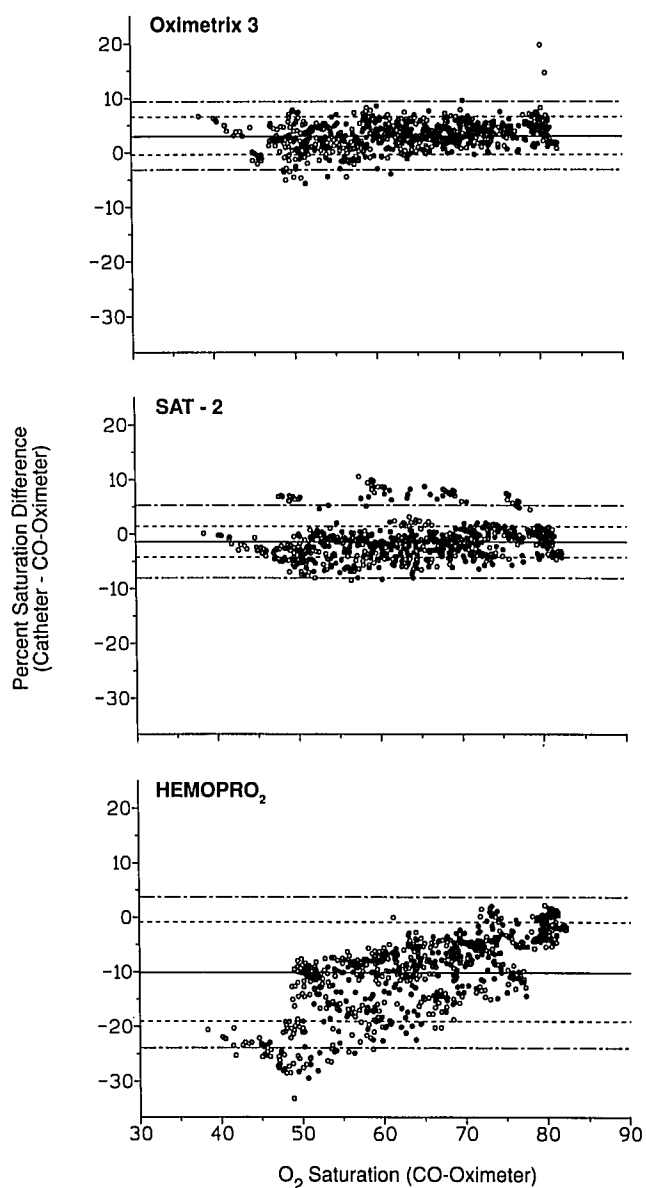 Oximetrix 3
20
10
0
−10
−20
−30
SAT - 2
20
10
0
−10
−20
−30
Percent Saturation Difference
(Catheter - CO-Oximeter)
HEMOPRO₂
20
10
0
−10
−20
−30
30 40 50 60 70 80 90
O₂ Saturation (CO-Oximeter)